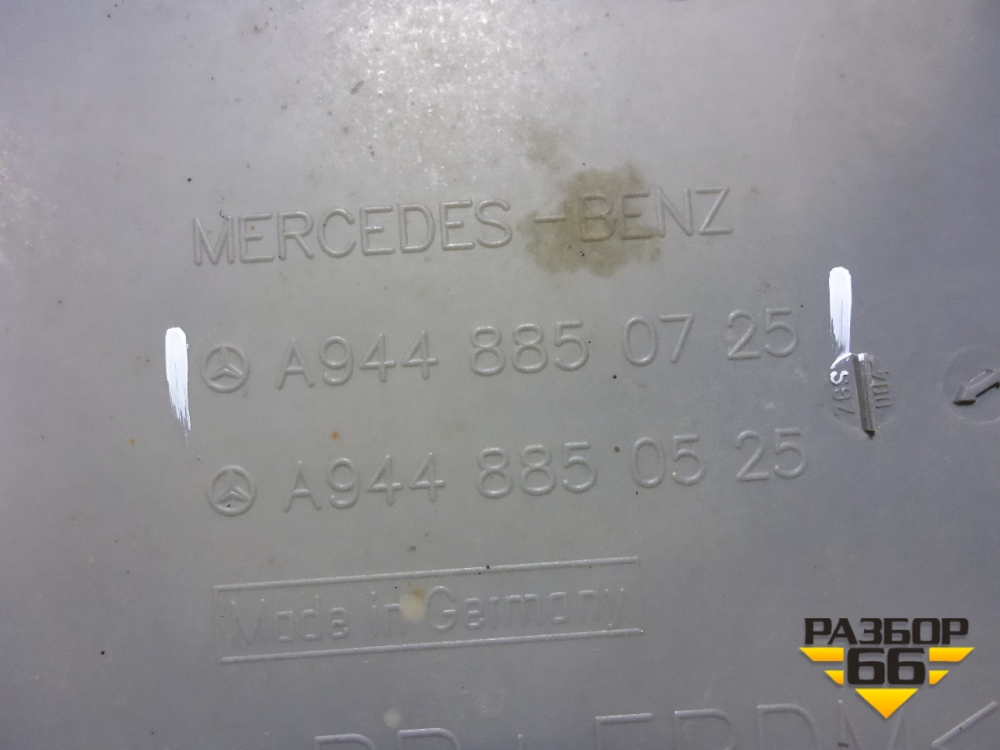 MERCEDES-BENZ
A944 885 07 25
A944 885 05 25
Made in Germany
РАЗБОР
66